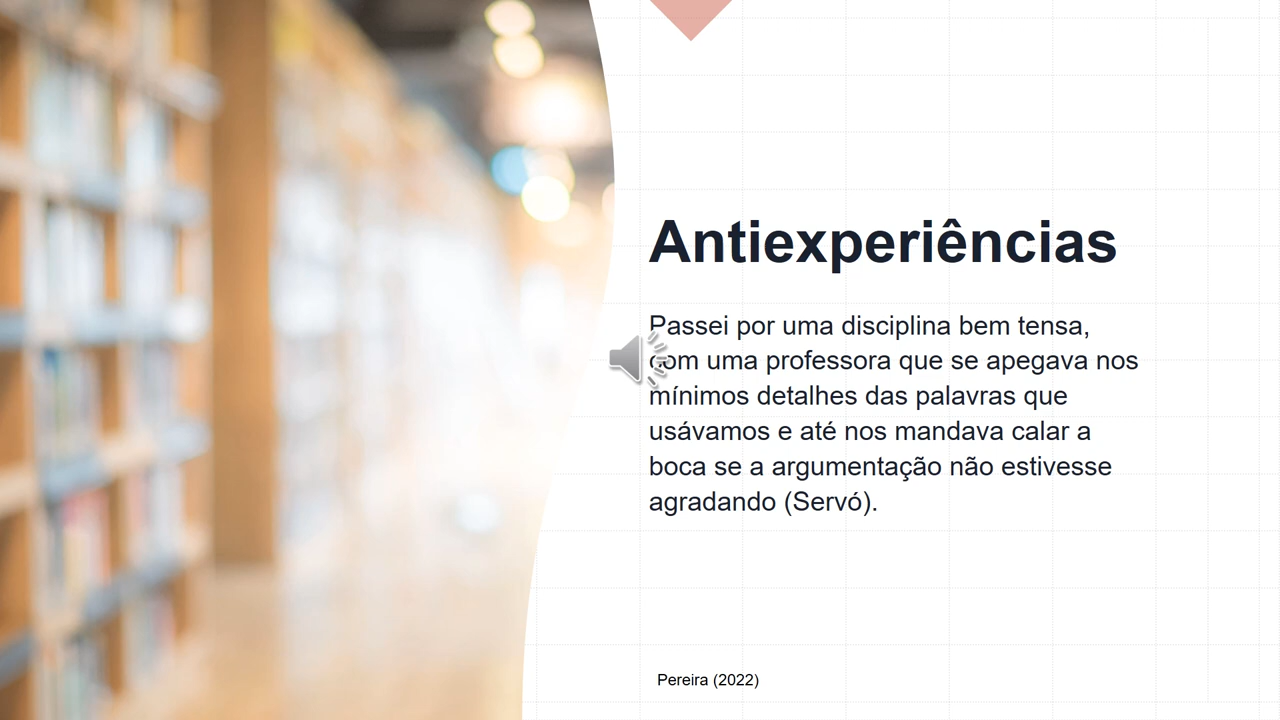 Antiexperiências
Passei por uma disciplina bem tensa,
com uma professora que se apegava nos
mínimos detalhes das palavras que
usávamos e até nos mandava calar a
boca se a argumentação não estivesse
agradando (Servó).
Pereira (2022)